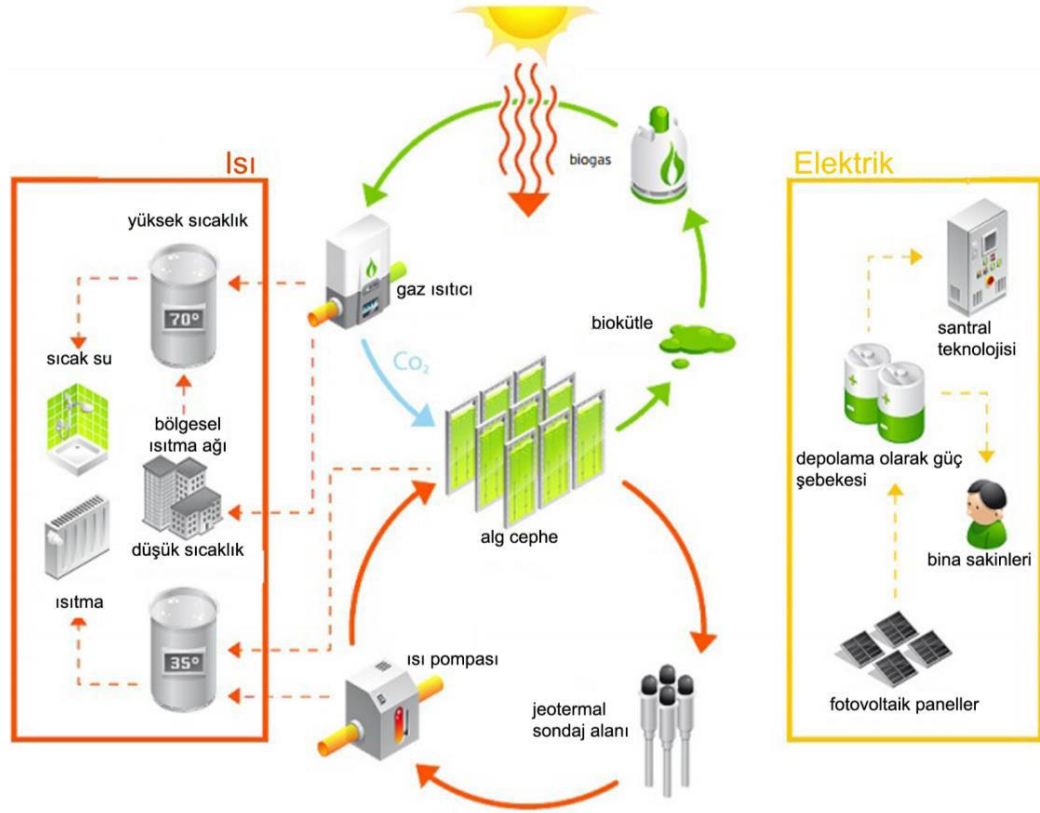 Isı
yüksek sıcaklık
70°
sıcak su
bölgesel
ısıtma ağı
düşük sıcaklık
ısıtma
35°
biogas
gaz ısıtıcı
Co₂
biokütle
alg cephe
ısı pompası
jeotermal
sondaj alanı
Elektrik
santral
teknolojisi
depolama olarak güç
şebekesi
bina sakinleri
fotovoltaik paneller